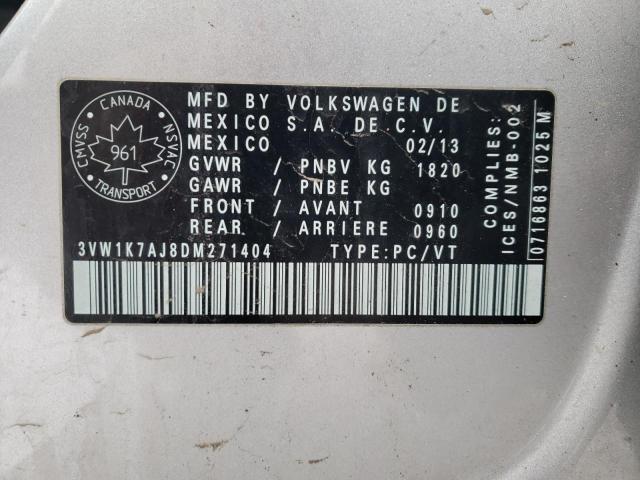 CANADA
CMVSS
NSVAC
961
TRANSPORT
MFD BY VOLKSWAGEN DE
MEXICO S.A. DE C.V.
MEXICO 02/13
GVWR / PNBV KG 1820
GAWR / PNBE KG
FRONT / AVANT 0910
REAR. / ARRIERE 0960
3VW1K7AJ8DM271404 TYPE:PC/VT
COMPLIES:
ICES/NMB-002
0716863 1025 M